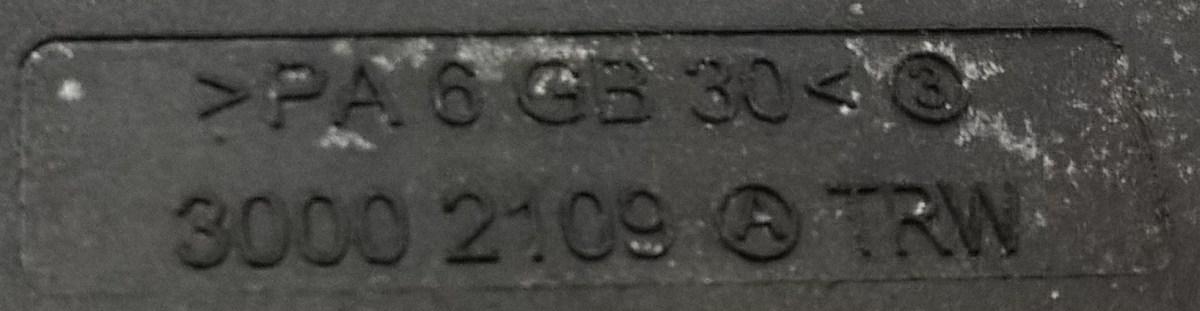 >PA 6 GB 30< ③
3000 2109 Ⓐ TRW